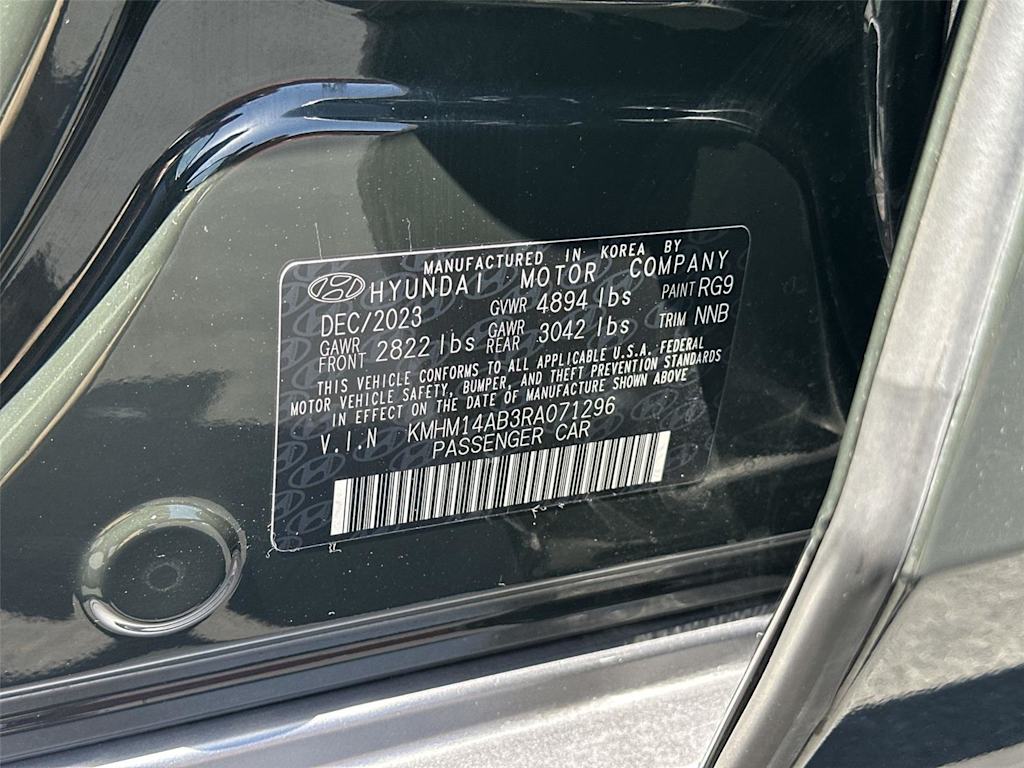 MANUFACTURED IN KOREA BY
HYUNDAI MOTOR COMPANY
DEC/2023 GVWR 4894 lbs PAINT RG9
GAWR FRONT 2822 lbs GAWR REAR 3042 lbs TRIM NNB
THIS VEHICLE CONFORMS TO ALL APPLICABLE U.S.A. FEDERAL
MOTOR VEHICLE SAFETY, BUMPER, AND THEFT PREVENTION STANDARDS
IN EFFECT ON THE DATE OF MANUFACTURE SHOWN ABOVE
V.I.N KMHM14AB3RA071296
PASSENGER CAR